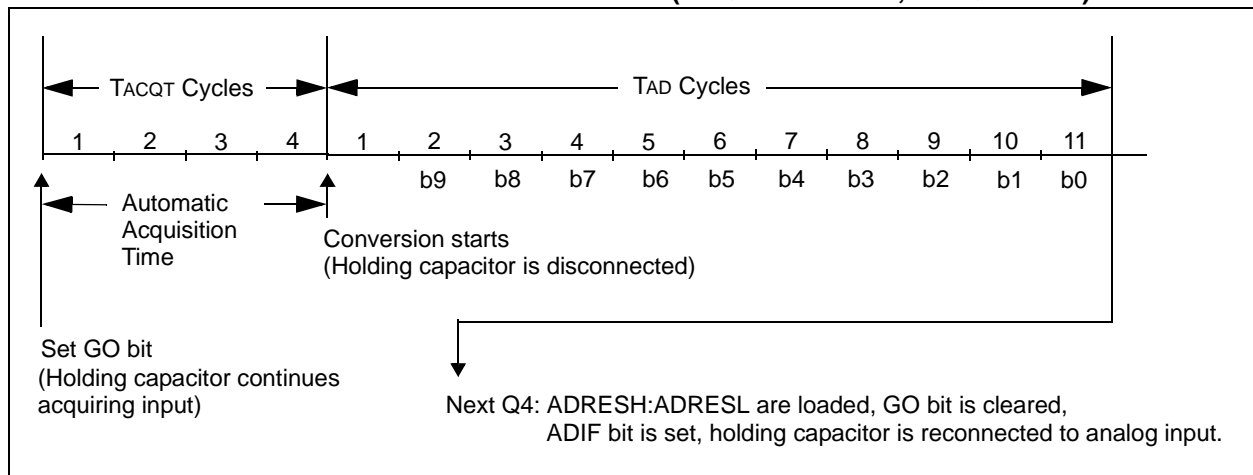 TACQT Cycles
TAD Cycles
1 2 3 4 1 2 3 4 5 6 7 8 9 10 11
b9 b8 b7 b6 b5 b4 b3 b2 b1 b0
Automatic
Acquisition
Time
Conversion starts
(Holding capacitor is disconnected)
Set GO bit
(Holding capacitor continues
acquiring input)
Next Q4: ADRESH:ADRESL are loaded, GO bit is cleared,
ADIF bit is set, holding capacitor is reconnected to analog input.